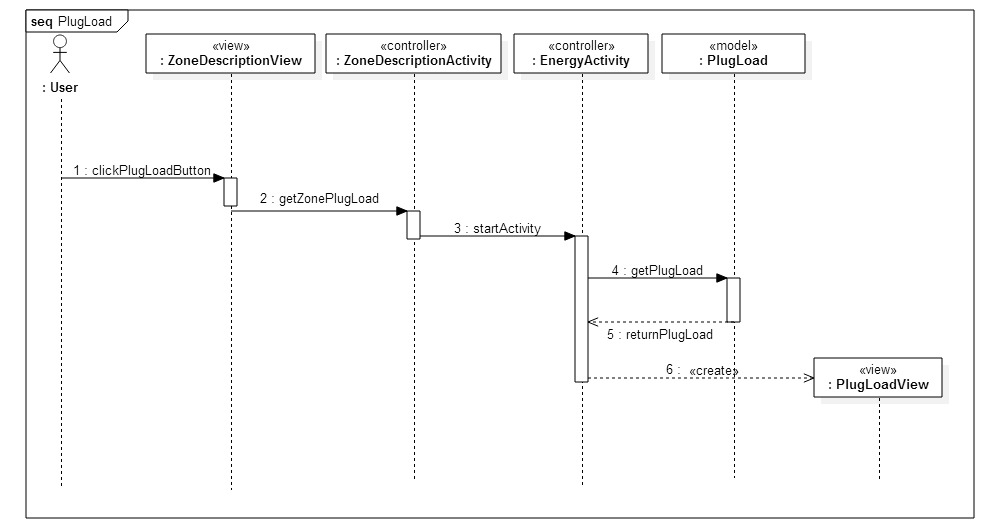 seq PlugLoad
: User
«view»
: ZoneDescriptionView
«controller»
: ZoneDescriptionActivity
«controller»
: EnergyActivity
«model»
: PlugLoad
1 : clickPlugLoadButton
2 : getZonePlugLoad
3 : startActivity
4 : getPlugLoad
5 : returnPlugLoad
6 : «create»
«view»
: PlugLoadView